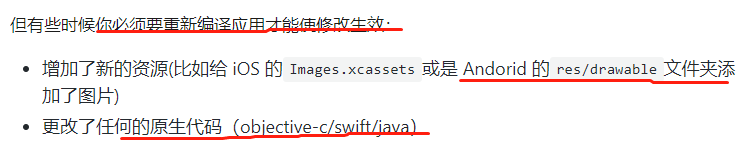 但有些时候你必须要重新编译应用才能使修改生效：
• 增加了新的资源(比如给 iOS 的 Images.xcassets 或是 Andorid 的 res/drawable 文件夹添
加了图片)
• 更改了任何的原生代码（objective-c/swift/java）